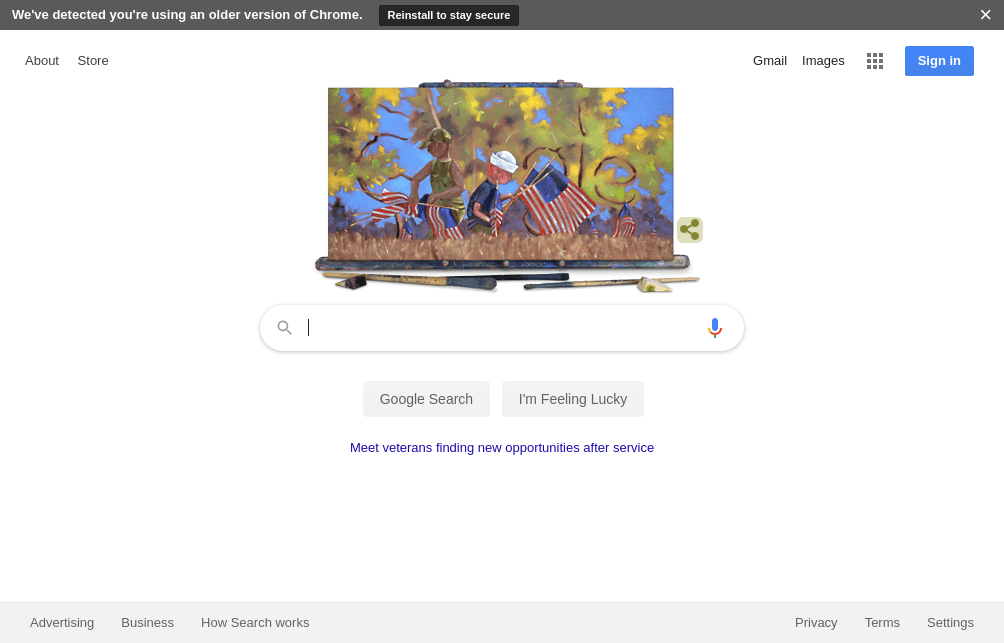 We've detected you're using an older version of Chrome. Reinstall to stay secure ×
About Store Gmail Images Sign in
Google Search I'm Feeling Lucky
Meet veterans finding new opportunities after service
Advertising Business How Search works Privacy Terms Settings